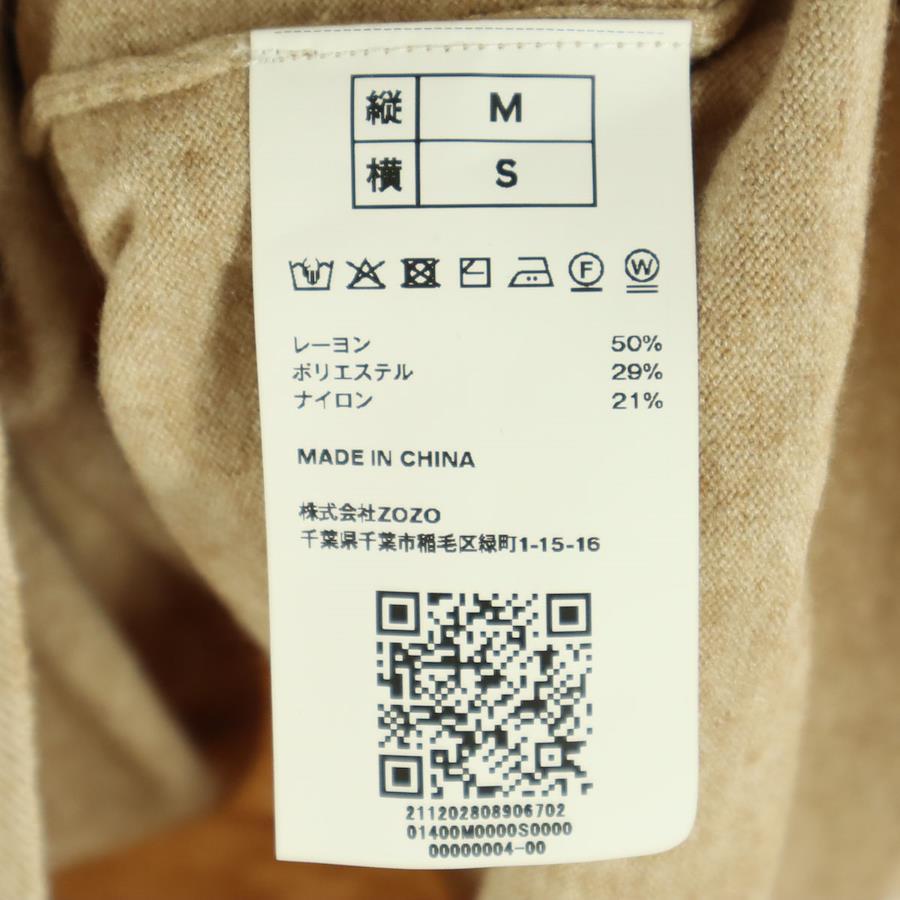 縦 M
横 S
F W
レーヨン 50%
ポリエステル 29%
ナイロン 21%
MADE IN CHINA
株式会社ZOZO
千葉県千葉市稲毛区緑町1-15-16
211202808906702
01400M0000S0000
00000004-00